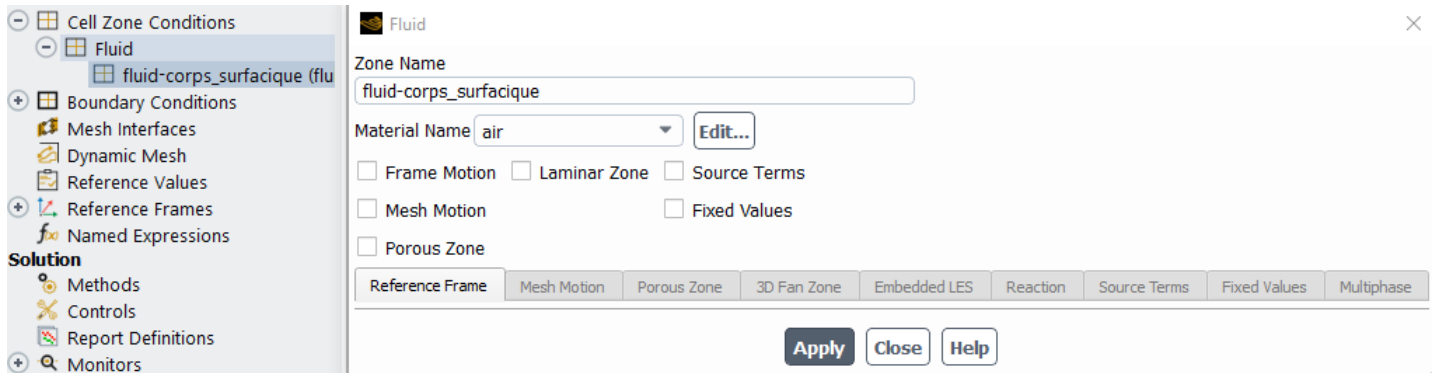 Cell Zone Conditions
Fluid
fluid-corps_surfacique (flu
Boundary Conditions
Mesh Interfaces
Dynamic Mesh
Reference Values
Reference Frames
Named Expressions
Solution
Methods
Controls
Report Definitions
Monitors
Fluid
Zone Name
fluid-corps_surfacique
Material Name air Edit...
Frame Motion Laminar Zone Source Terms
Mesh Motion Fixed Values
Porous Zone
Reference Frame Mesh Motion Porous Zone 3D Fan Zone Embedded LES Reaction Source Terms Fixed Values Multiphase
Apply Close Help